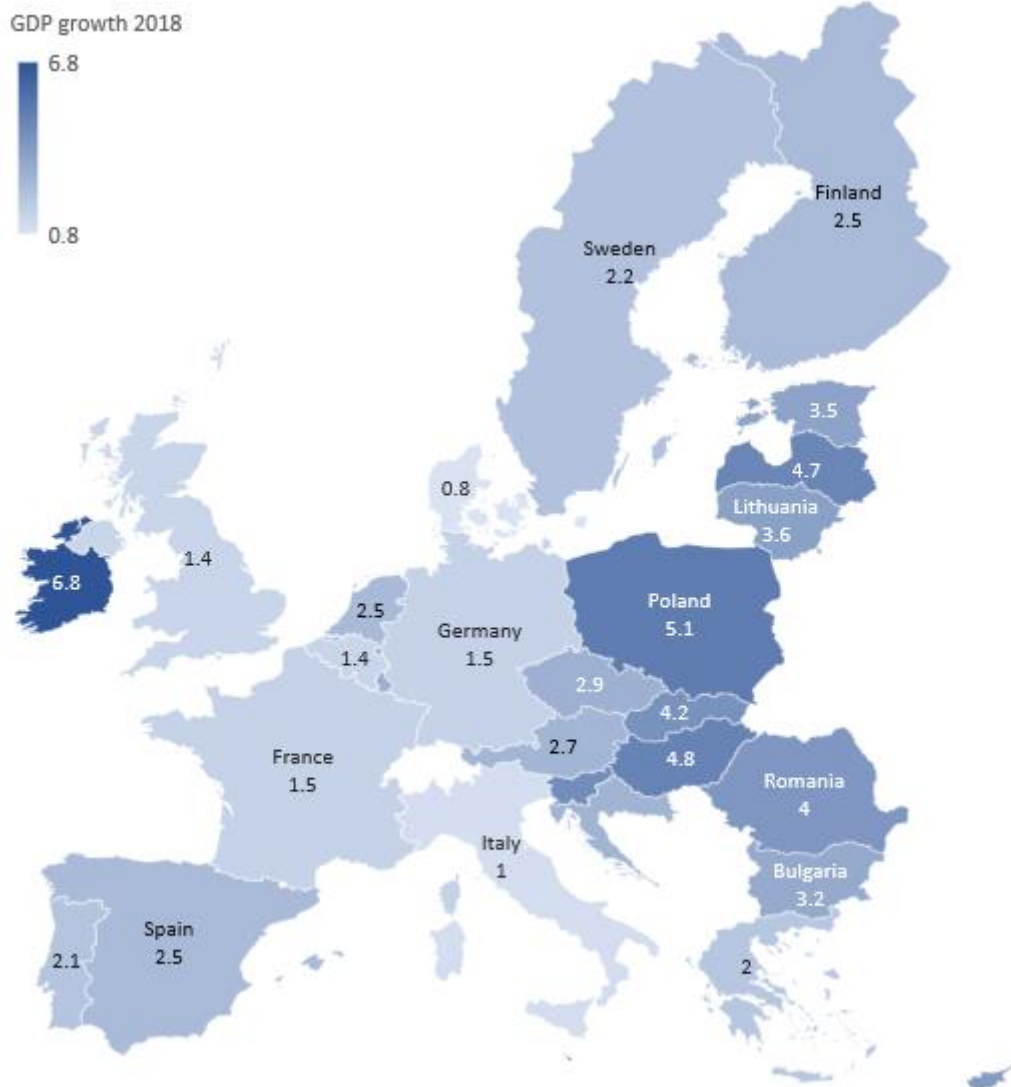 GDP growth 2018
6.8
0.8
Finland
2.5
Sweden
2.2
3.5
4.7
Lithuania
3.6
0.8
1.4
6.8
2.5
Germany
1.5
Poland
5.1
1.4
2.9
4.2
2.7
4.8
France
1.5
Romania
4
Italy
1
Bulgaria
3.2
Spain
2.5
2.1
2